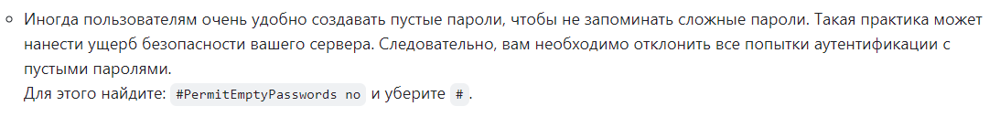 Иногда пользователям очень удобно создавать пустые пароли, чтобы не запоминать сложные пароли. Такая практика может
нанести ущерб безопасности вашего сервера. Следовательно, вам необходимо отклонить все попытки аутентификации с
пустыми паролями.
Для этого найдите: #PermitEmptyPasswords no и уберите # .